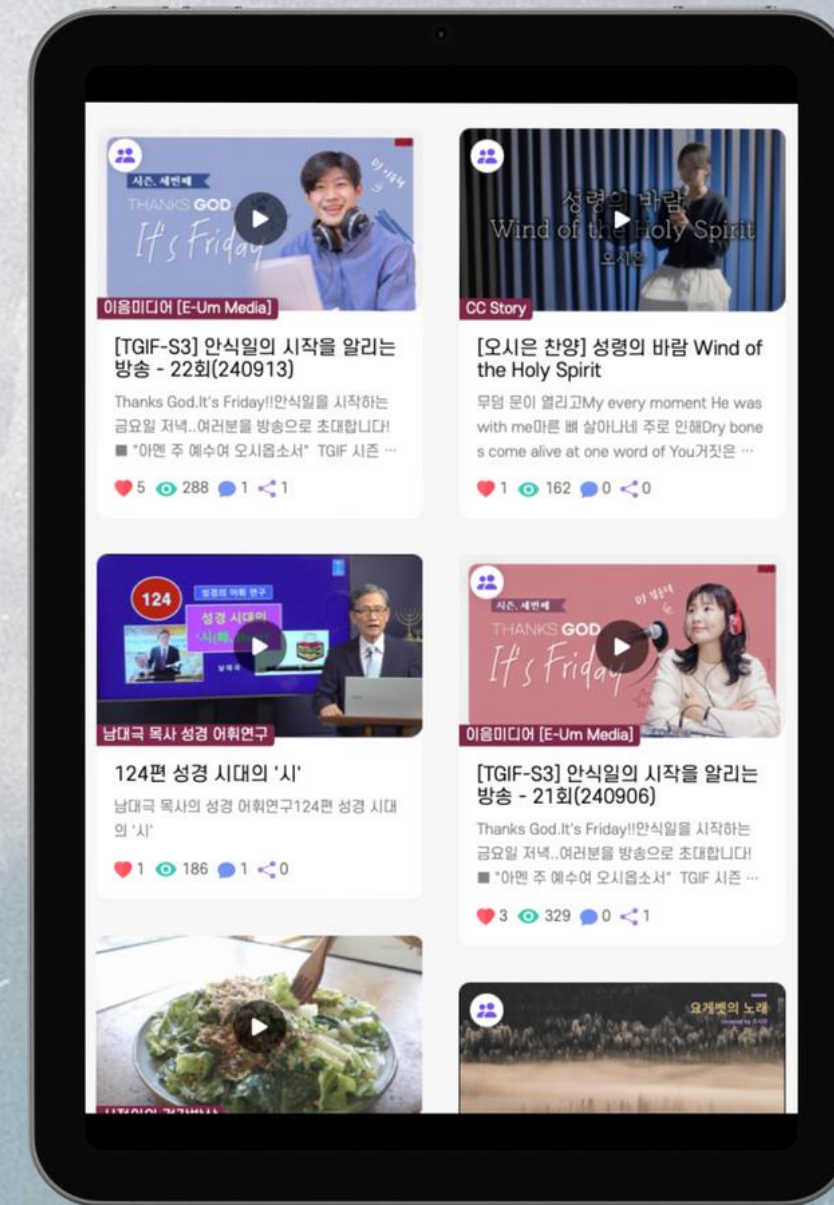 시즌, 세번째
THANKS GOD
It's Friday
이음미디어 [E-Um Media]
[TGIF-S3] 안식일의 시작을 알리는
방송 - 22회(240913)
Thanks God.It's Friday!!안식일을 시작하는
금요일 저녁..여러분을 방송으로 초대합니다!
■ "아멘 주 예수여 오시옵소서" TGIF 시즌 …
5 288 1 1
성령의 바람
Wind of the Holy Spirit
오시은
CC Story
[오시은 찬양] 성령의 바람 Wind of
the Holy Spirit
무덤 문이 열리고My every moment He was
with me마른 뼈 살아나네 주로 인해Dry bone
s come alive at one word of You거짓은 …
1 162 0 0
124
성경의 어휘 연구
성경 시대의
남대극
남대극 목사 성경 어휘연구
124편 성경 시대의 '시'
남대극 목사의 성경 어휘연구124편 성경 시대
의 '시'
1 186 1 0
시즌, 세번째
THANKS GOD
It's Friday
이음미디어 [E-Um Media]
[TGIF-S3] 안식일의 시작을 알리는
방송 - 21회(240906)
Thanks God.It's Friday!!안식일을 시작하는
금요일 저녁..여러분을 방송으로 초대합니다!
■ "아멘 주 예수여 오시옵소서" TGIF 시즌 …
3 329 0 1
요게벳의 노래